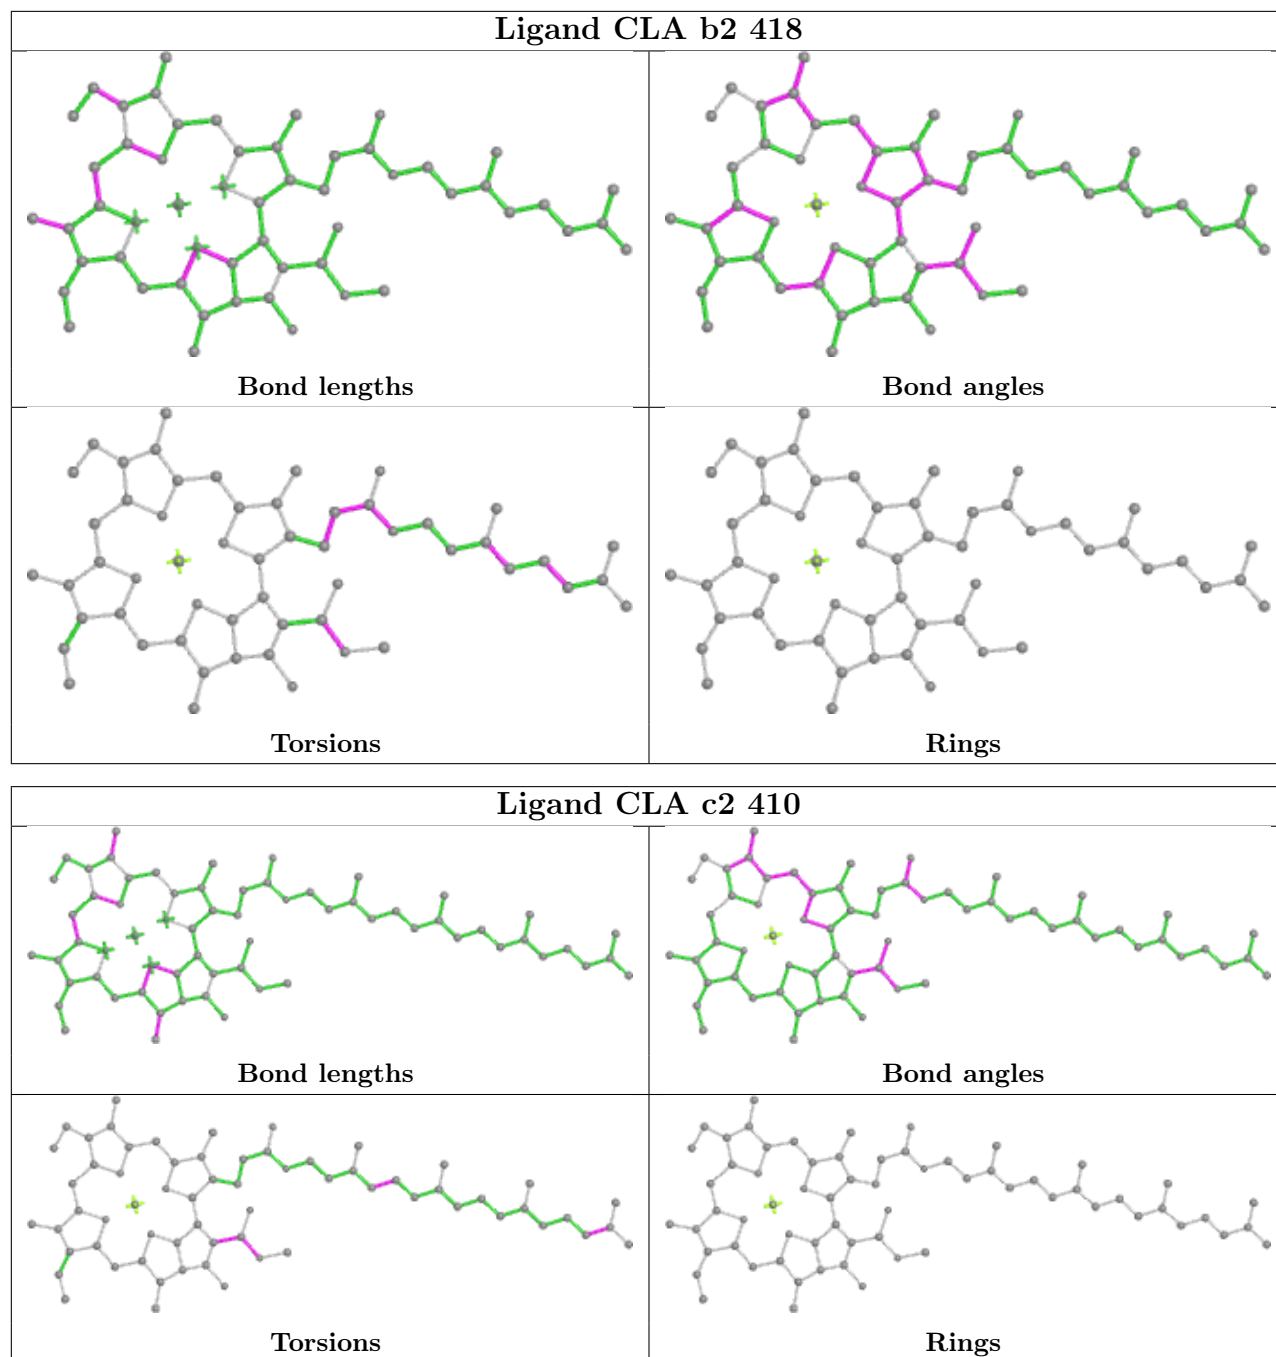 Ligand CLA b2 418
Bond lengths
Bond angles
Torsions
Rings
Ligand CLA c2 410
Bond lengths
Bond angles
Torsions
Rings